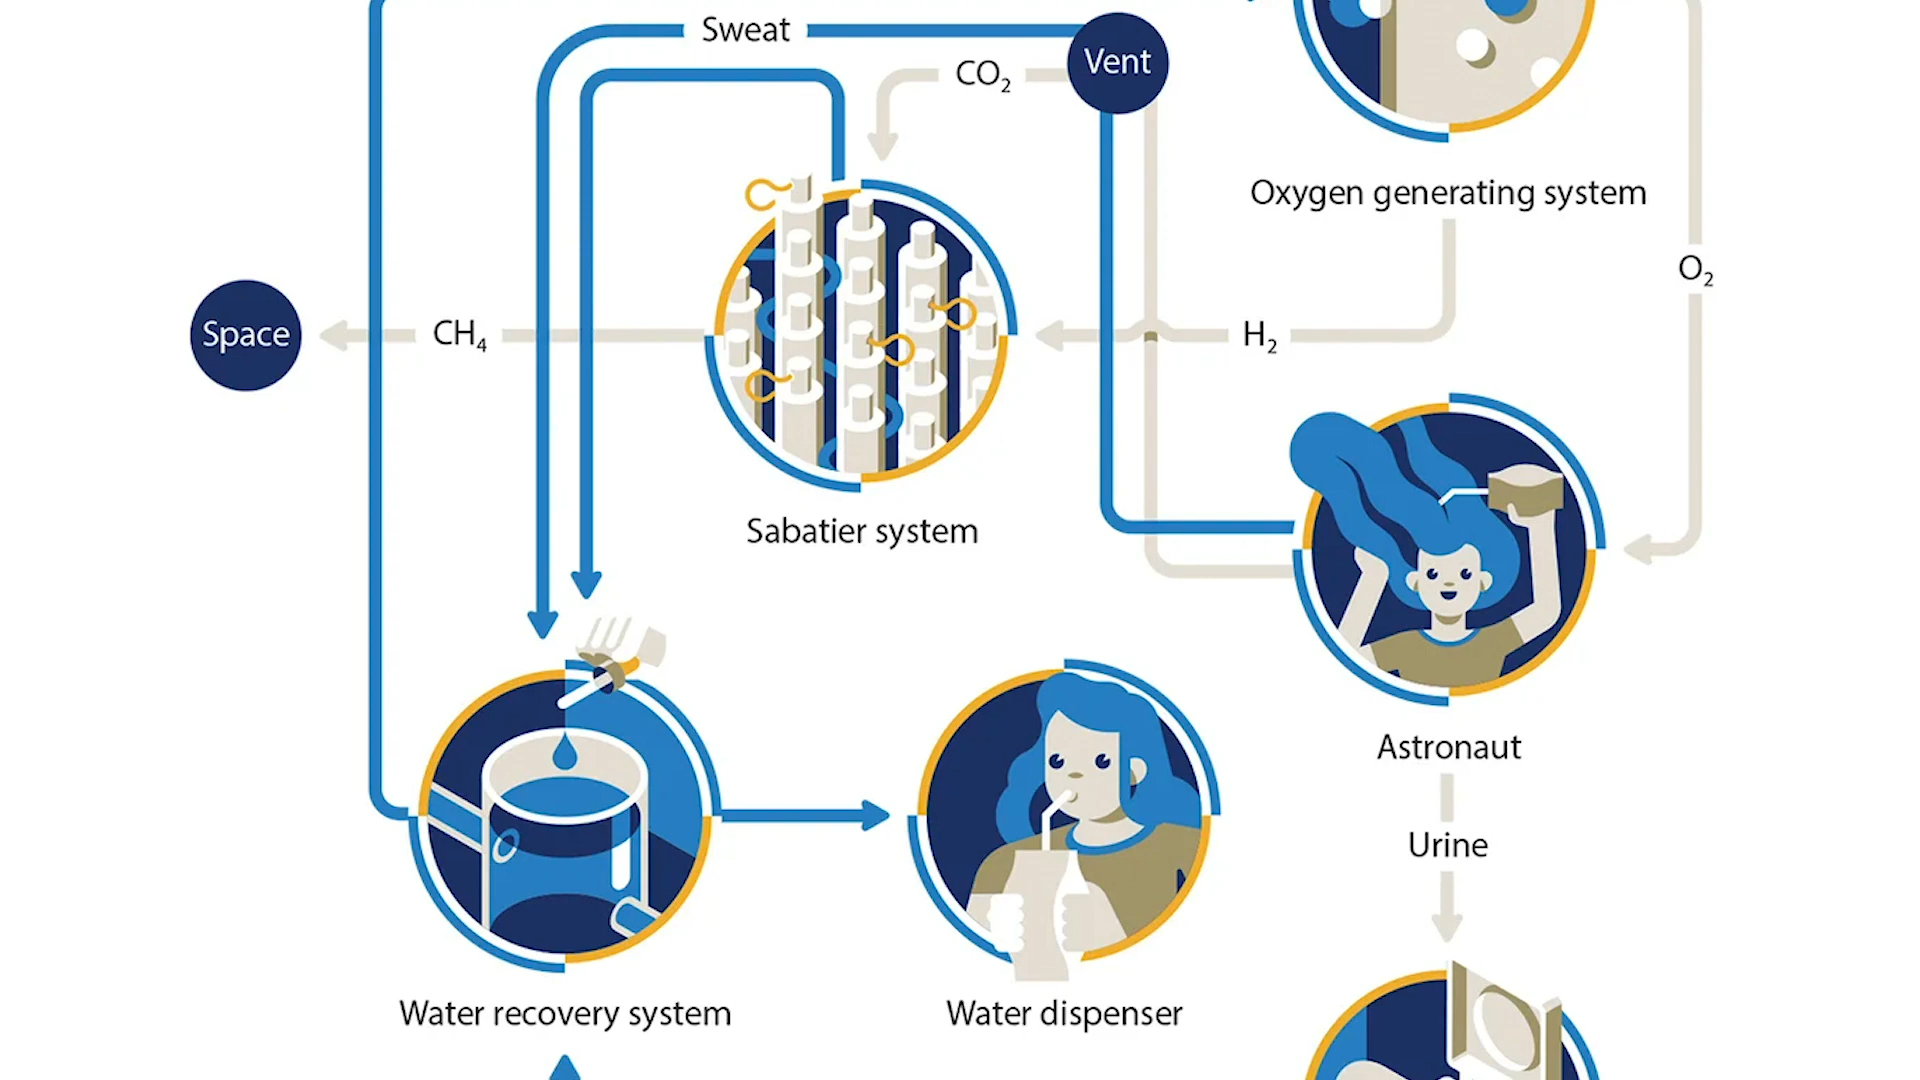 Sweat
Vent
CO₂
Oxygen generating system
O₂
Space
CH₄
H₂
Sabatier system
Astronaut
Urine
Water recovery system
Water dispenser